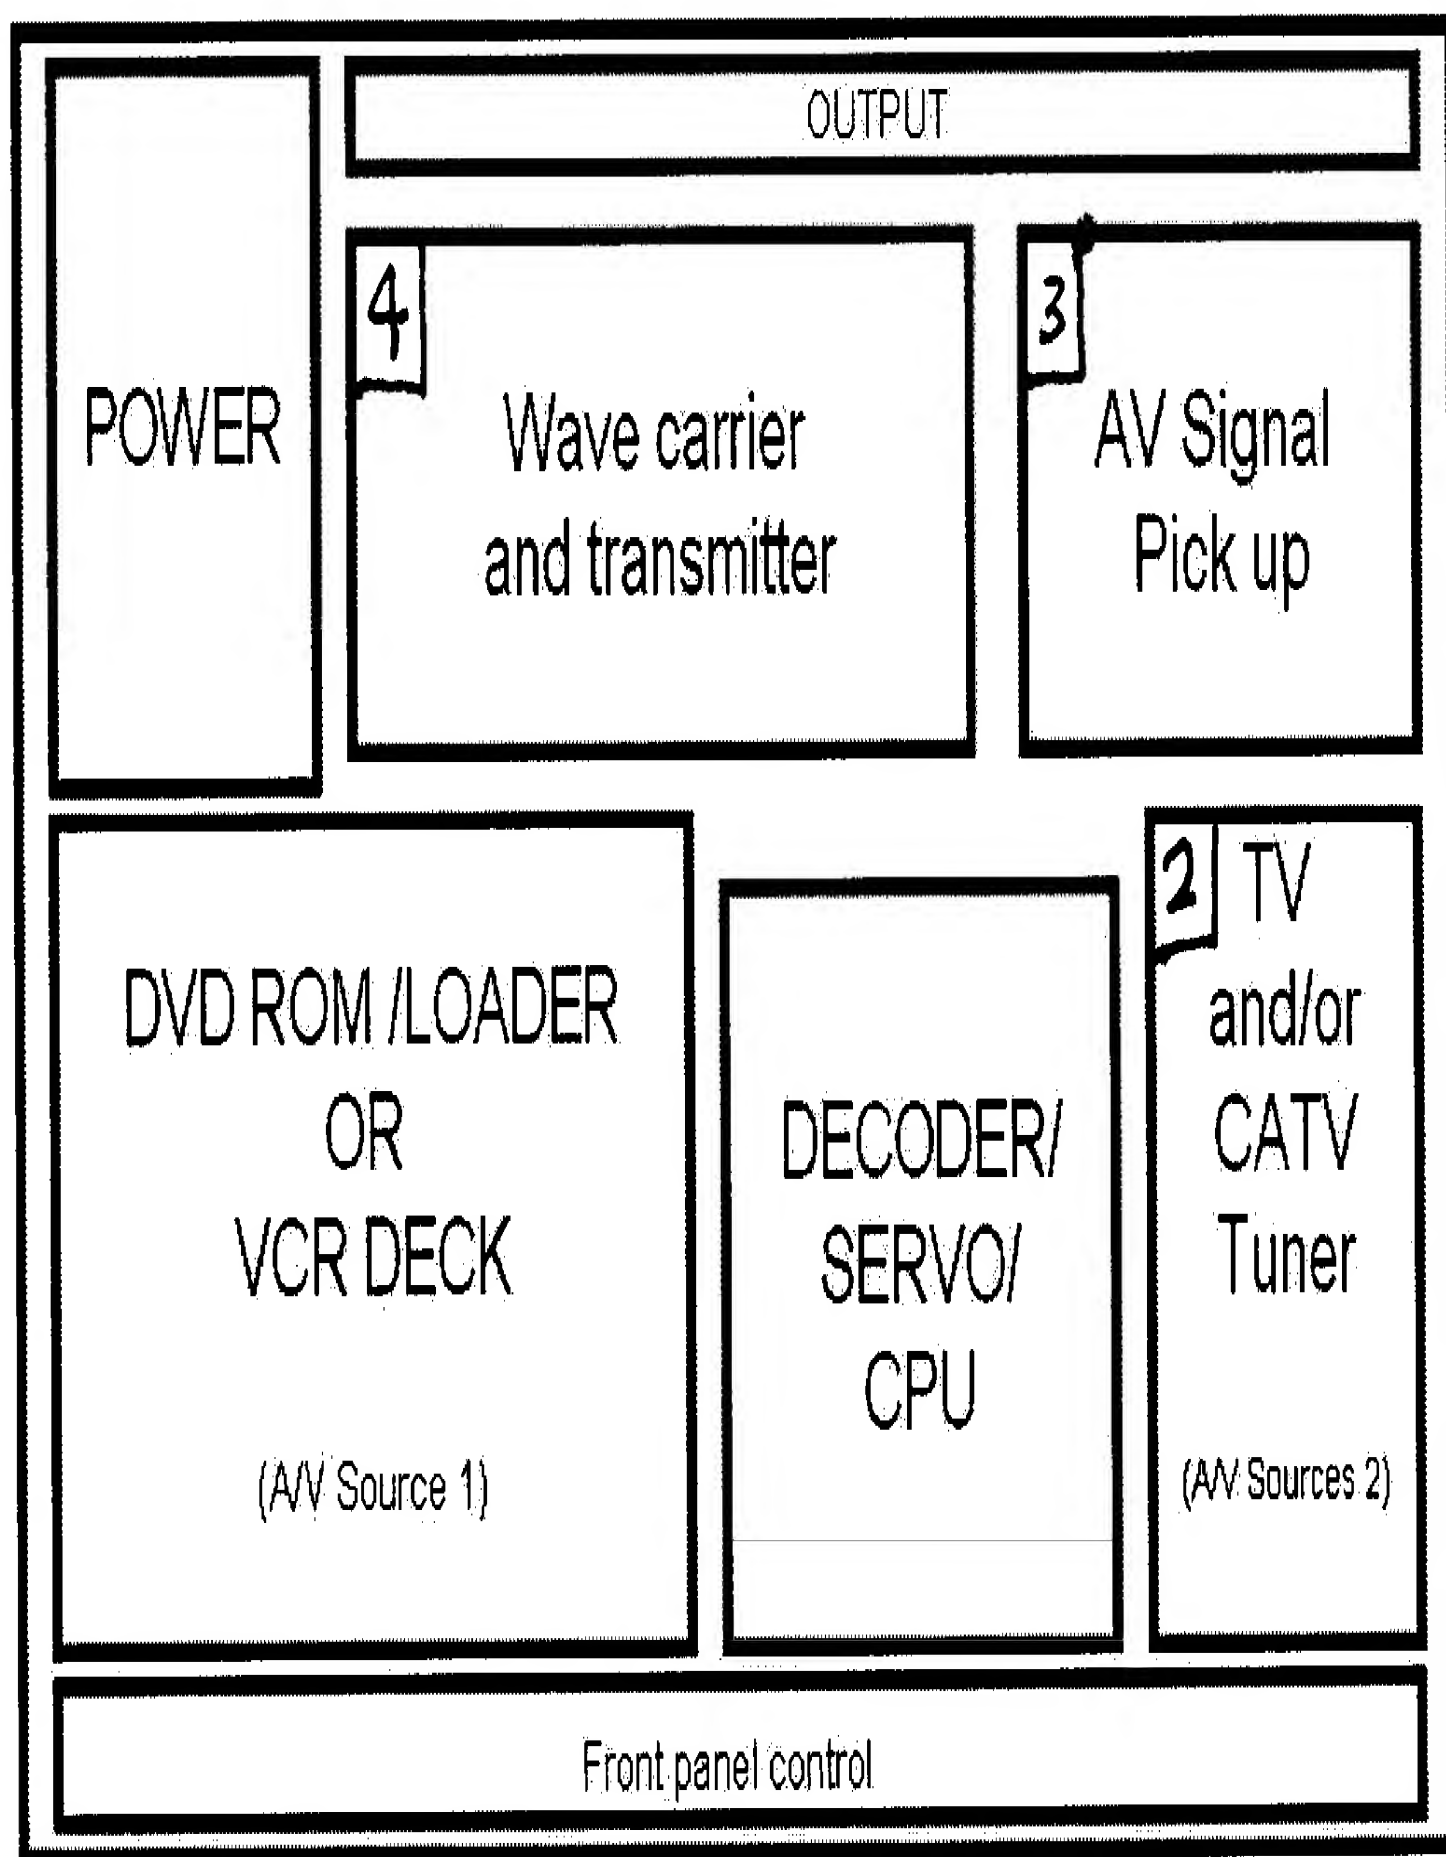 OUTPUT
POWER
4
Wave carrier
and transmitter
3
AV Signal
Pick up
DVD ROM /LOADER
OR
VCR DECK
(A/V Source 1)
DECODER/
SERVO/
CPU
2
TV
and/or
CATV
Tuner
(A/V Sources 2)
Front panel control